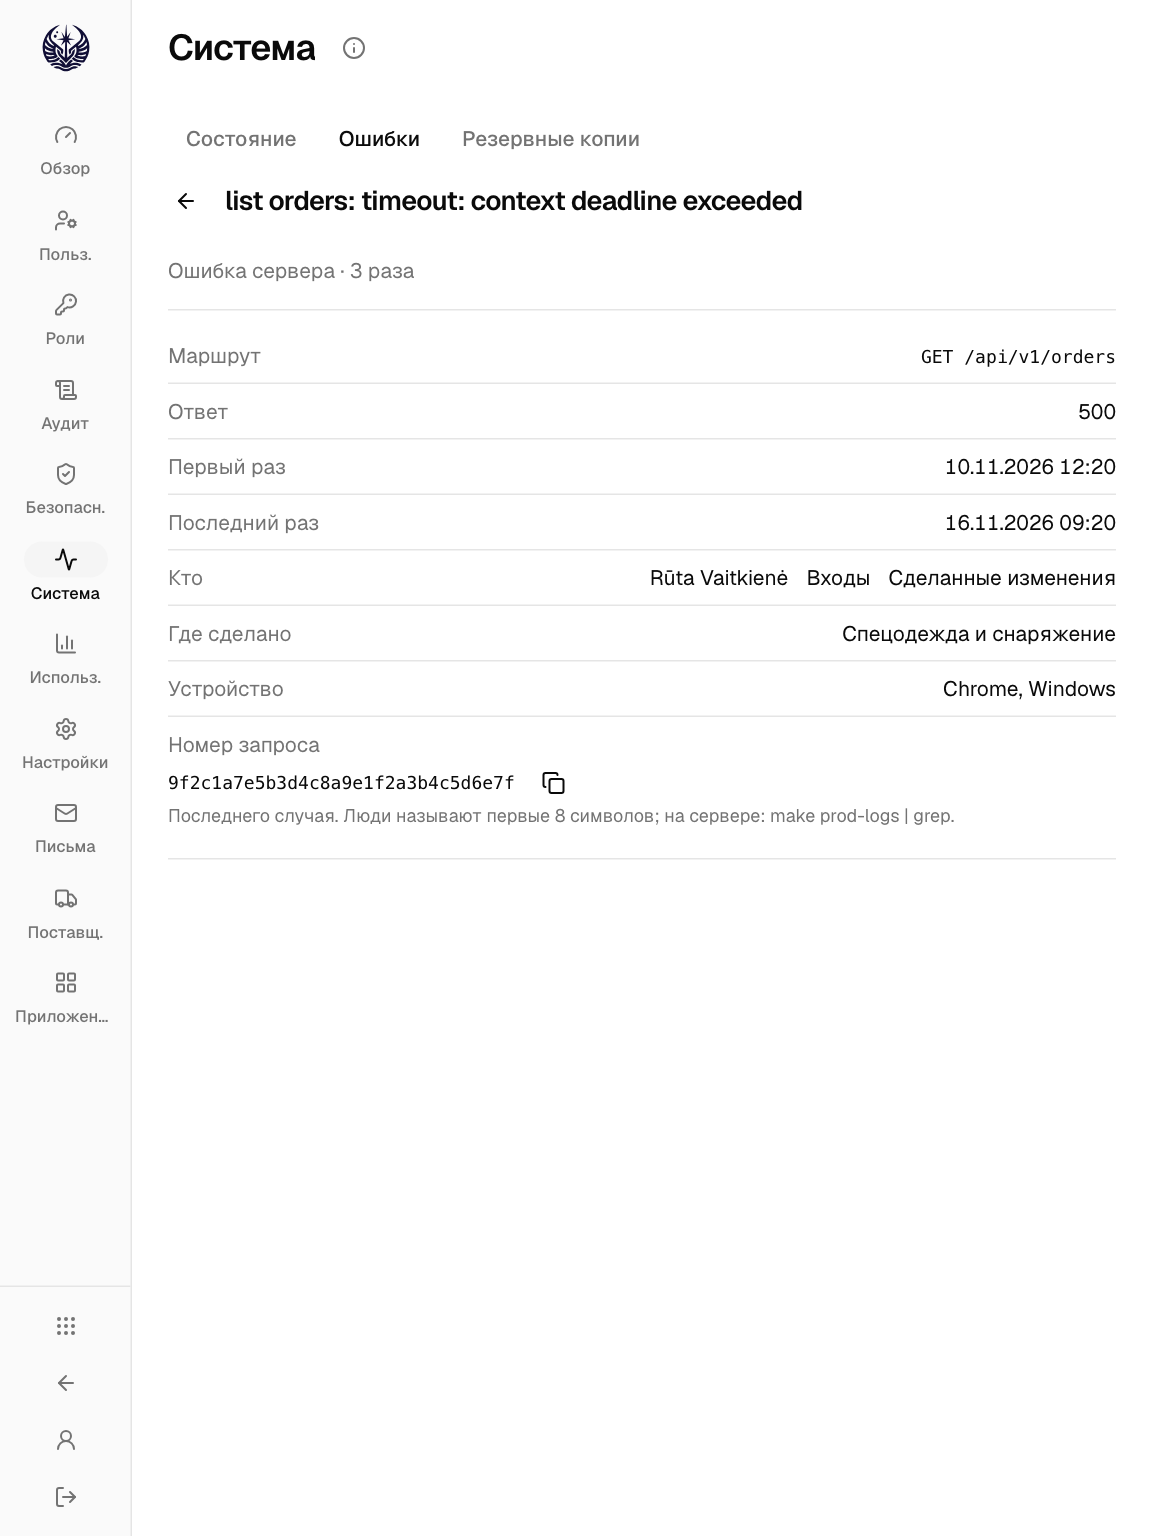 Система
Состояние Ошибки Резервные копии
list orders: timeout: context deadline exceeded
Ошибка сервера · 3 раза
Маршрут GET /api/v1/orders
Ответ 500
Первый раз 10.11.2026 12:20
Последний раз 16.11.2026 09:20
Кто Rūta Vaitkienė Входы Сделанные изменения
Где сделано Спецодежда и снаряжение
Устройство Chrome, Windows
Номер запроса
9f2c1a7e5b3d4c8a9e1f2a3b4c5d6e7f
Последнего случая. Люди называют первые 8 символов; на сервере: make prod-logs | grep.
Обзор
Польз.
Роли
Аудит
Безопасн.
Система
Использ.
Настройки
Письма
Поставщ.
Приложен…